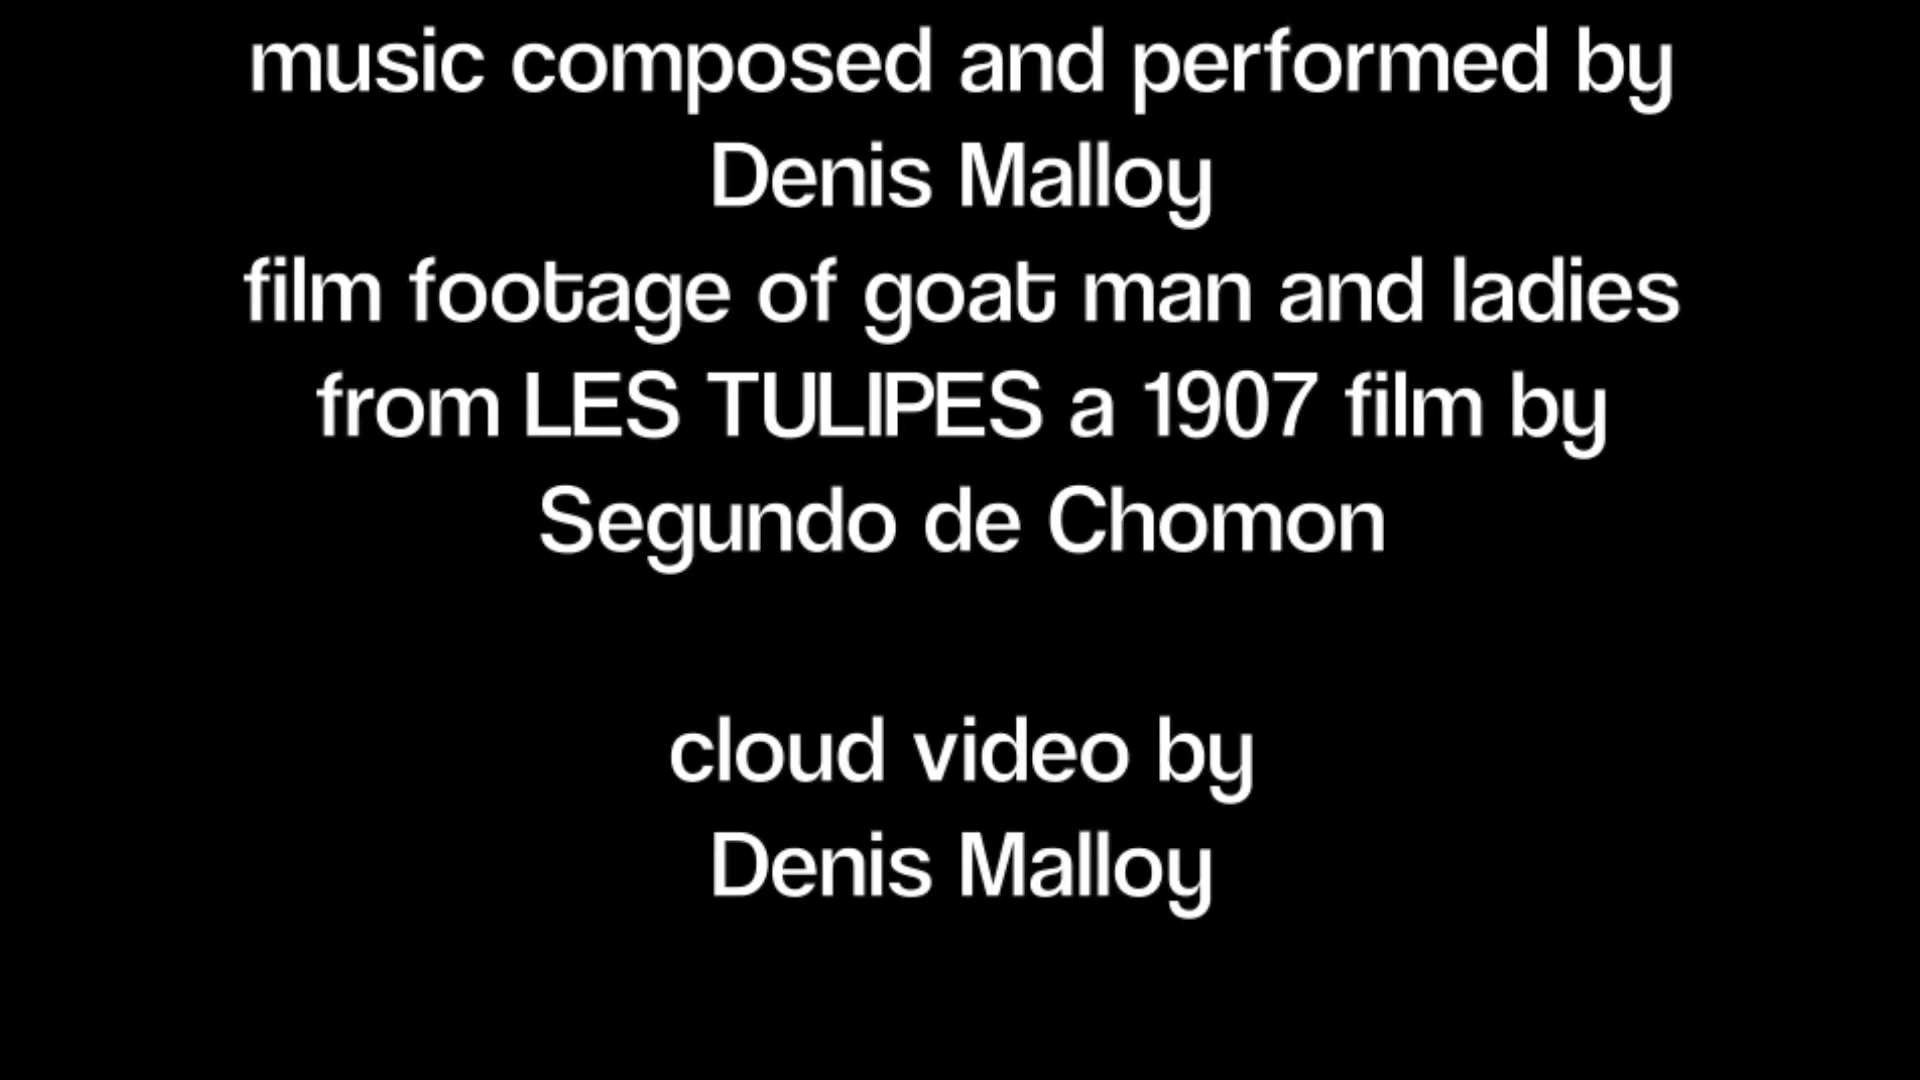 music composed and performed by
Denis Malloy
film footage of goat man and ladies
from LES TULIPES a 1907 film by
Segundo de Chomon
cloud video by
Denis Malloy